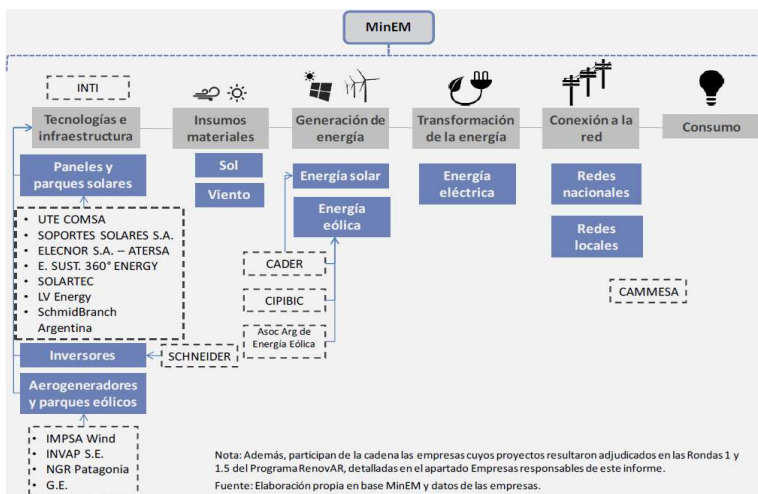 MinEM
INTI
Tecnologías e
infraestructura
Insumos
materiales
Generación de
energía
Transformación
de la energía
Conexión a la
red
Consumo
Paneles y
parques solares
Sol
Viento
Energía solar
Energía
eólica
Energía
eléctrica
Redes
nacionales
Redes
locales
• UTE COMSA
• SOPORTES SOLARES S.A.
• ELECNOR S.A. – ATERSA
• E. SUST. 360° ENERGY
• SOLARTEC
• LV Energy
• SchmidBranch
Argentina
CADER
CIPIBIC
Asoc Arg de
Energía Eólica
CAMMESA
Inversores
SCHNEIDER
Aerogeneradores
y parques eólicos
• IMPSA Wind
• INVAP S.E.
• NGR Patagonia
• G.E.
Nota: Además, participan de la cadena las empresas cuyos proyectos resultaron adjudicados en las Rondas 1 y
1.5 del Programa RenovAR, detalladas en el apartado Empresas responsables de este informe.
Fuente: Elaboración propia en base MinEM y datos de las empresas.